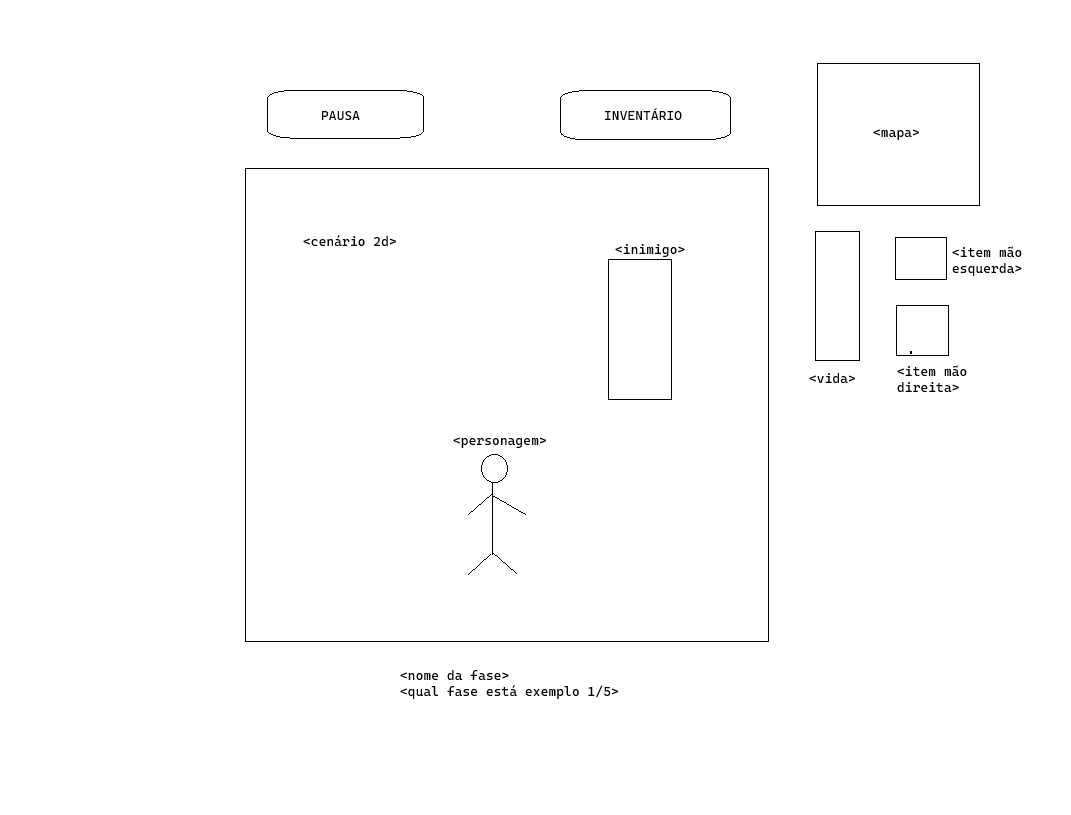 PAUSA
INVENTÁRIO
<mapa>
<cenário 2d>
<inimigo>
<item mão
esquerda>
<vida>
<item mão
direita>
<personagem>
<nome da fase>
<qual fase está exemplo 1/5>